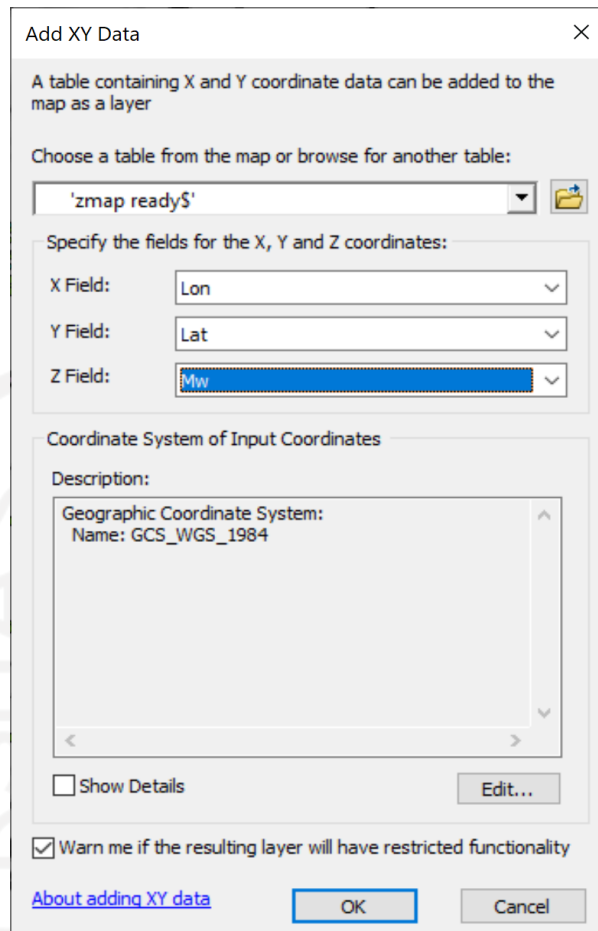 Add XY Data
A table containing X and Y coordinate data can be added to the
map as a layer
Choose a table from the map or browse for another table:
'zmap ready$'
Specify the fields for the X, Y and Z coordinates:
X Field: Lon
Y Field: Lat
Z Field: Mw
Coordinate System of Input Coordinates
Description:
Geographic Coordinate System:
Name: GCS_WGS_1984
Show Details Edit...
Warn me if the resulting layer will have restricted functionality
About adding XY data OK Cancel